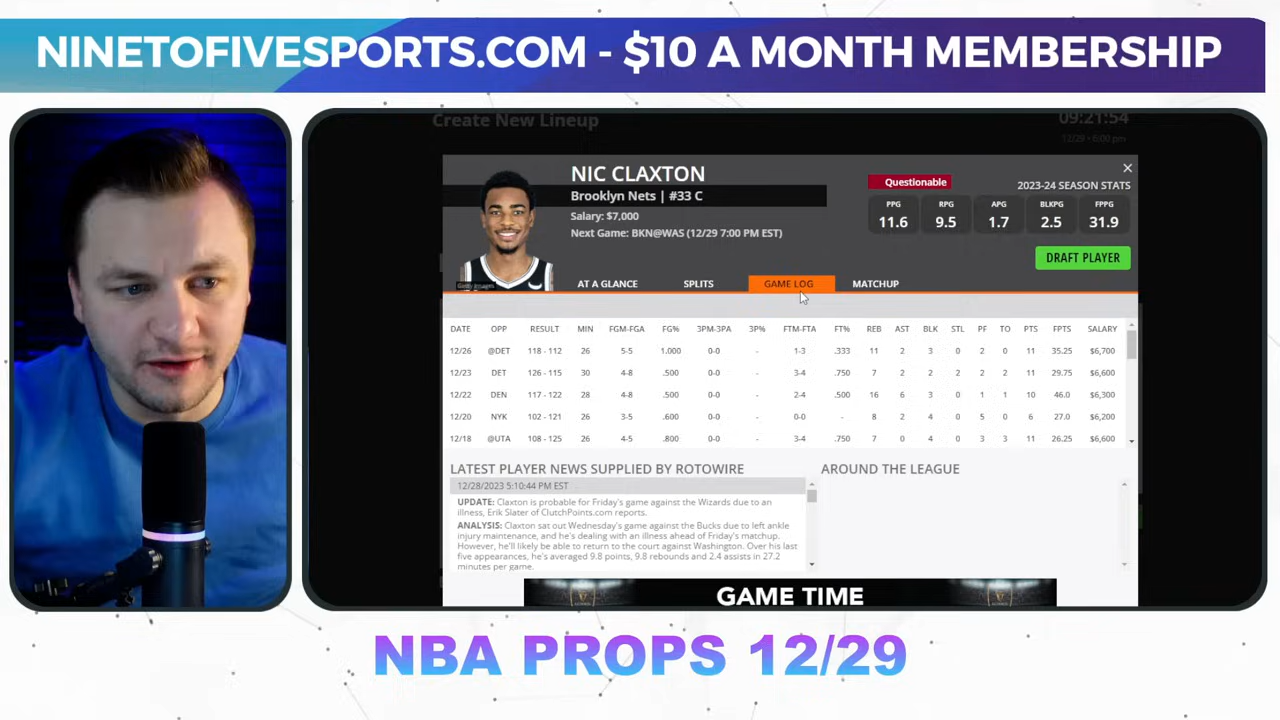 NINETOFIVESPORTS.COM - $10 A MONTH MEMBERSHIP
Create New Lineup
09:21:54
12/29 • 6:00 pm
NIC CLAXTON
Brooklyn Nets | #33 C
Salary: $7,000
Next Game: BKN@WAS (12/29 7:00 PM EST)
Questionable
2023-24 SEASON STATS
PPG RPG APG BLKPG FPPG
11.6 9.5 1.7 2.5 31.9
DRAFT PLAYER
Getty Images
AT A GLANCE SPLITS GAME LOG MATCHUP
DATE OPP RESULT MIN FGM-FGA FG% 3PM-3PA 3P% FTM-FTA FT% REB AST BLK STL PF TO PTS FPTS SALARY
12/26 @DET 118 - 112 26 5-5 1.000 0-0 - 1-3 .333 11 2 3 0 2 0 11 35.25 $6,700
12/23 DET 126 - 115 30 4-8 .500 0-0 - 3-4 .750 7 2 2 2 2 2 11 29.75 $6,600
12/22 DEN 117 - 122 28 4-8 .500 0-0 - 2-4 .500 16 6 3 0 1 1 10 46.0 $6,300
12/20 NYK 102 - 121 26 3-5 .600 0-0 - 0-0 - 8 2 4 0 5 0 6 27.0 $6,200
12/18 @UTA 108 - 125 26 4-5 .800 0-0 - 3-4 .750 7 0 4 0 3 3 11 26.25 $6,600
LATEST PLAYER NEWS SUPPLIED BY ROTOWIRE
AROUND THE LEAGUE
12/28/2023 5:10:44 PM EST
UPDATE: Claxton is probable for Friday's game against the Wizards due to an
illness, Erik Slater of ClutchPoints.com reports.
ANALYSIS: Claxton sat out Wednesday's game against the Bucks due to left ankle
injury maintenance, and he's dealing with an illness ahead of Friday's matchup.
However, he'll likely be able to return to the court against Washington. Over his last
five appearances, he's averaged 9.8 points, 9.8 rebounds and 2.4 assists in 27.2
minutes per game.
GAME TIME
NBA PROPS 12/29